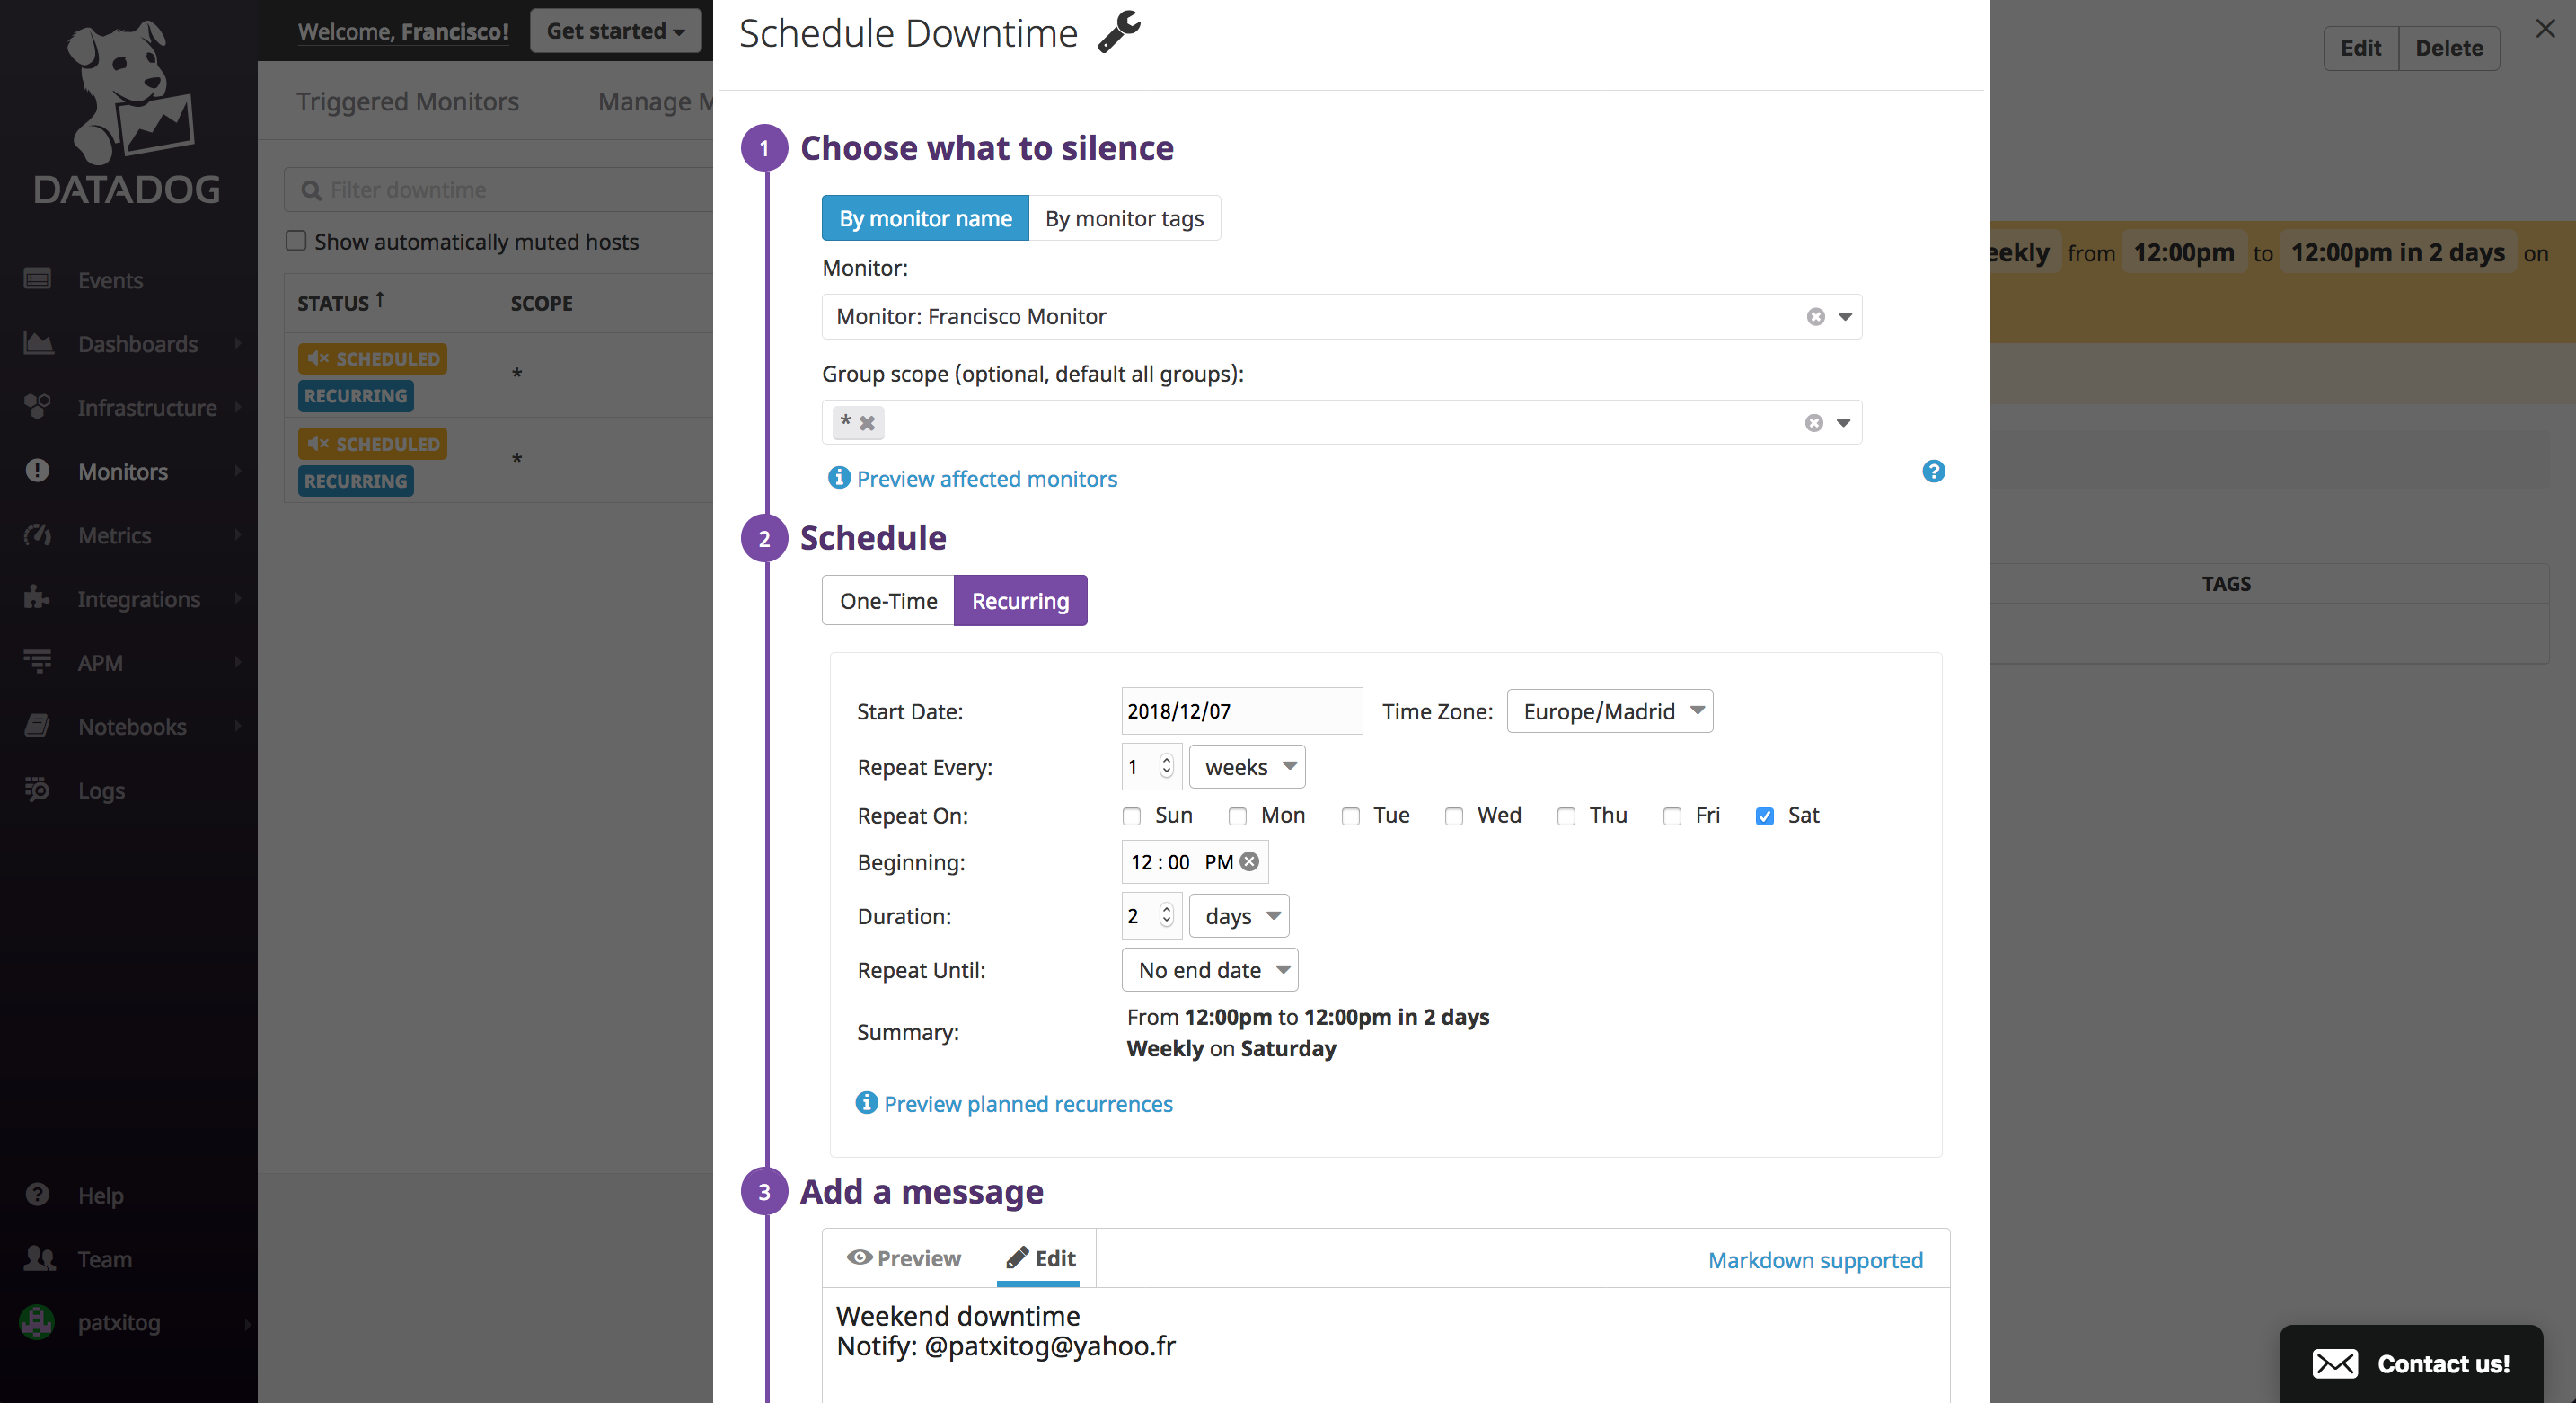 DATADOG
Events
Dashboards
Infrastructure
Monitors
Metrics
Integrations
APM
Notebooks
Logs
Help
Team
patxitog
Welcome, Francisco!
Get started
Triggered Monitors
Manage M
Filter downtime
Show automatically muted hosts
STATUS SCOPE
SCHEDULED
RECURRING
*
SCHEDULED
RECURRING
*
Schedule Downtime
1 Choose what to silence
By monitor name By monitor tags
Monitor:
Monitor: Francisco Monitor
Group scope (optional, default all groups):
*
Preview affected monitors
?
2 Schedule
One-Time Recurring
Start Date: 2018/12/07 Time Zone: Europe/Madrid
Repeat Every: 1 weeks
Repeat On: Sun Mon Tue Wed Thu Fri Sat
Beginning: 12 : 00 PM
Duration: 2 days
Repeat Until: No end date
Summary: From 12:00pm to 12:00pm in 2 days
Weekly on Saturday
Preview planned recurrences
3 Add a message
Preview Edit Markdown supported
Weekend downtime
Notify: @patxitog@yahoo.fr
Edit Delete
eekly from 12:00pm to 12:00pm in 2 days on
TAGS
Contact us!